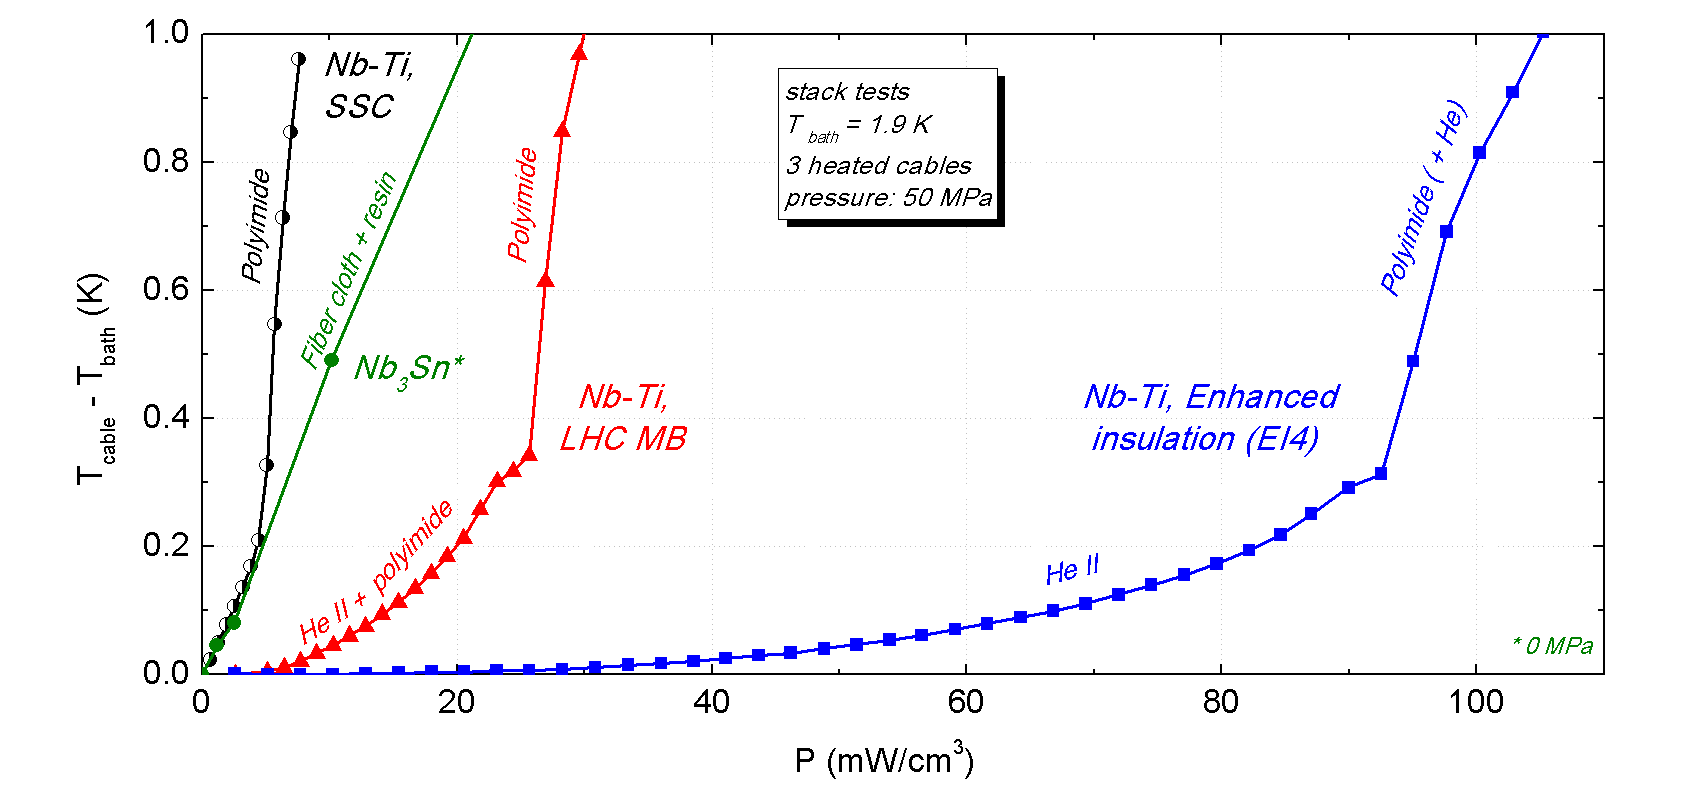 1.0
0.8
0.6
0.4
0.2
0.0
T_cable - T_bath (K)
Nb-Ti,
SSC
Polyimide
Fiber cloth + resin
Nb₃Sn*
Polyimide
stack tests
T_bath = 1.9 K
3 heated cables
pressure: 50 MPa
Polyimide ( + He)
Nb-Ti,
LHC MB
Nb-Ti, Enhanced
insulation (EI4)
He II + polyimide
He II
* 0 MPa
0
20
40
60
80
100
P (mW/cm³)